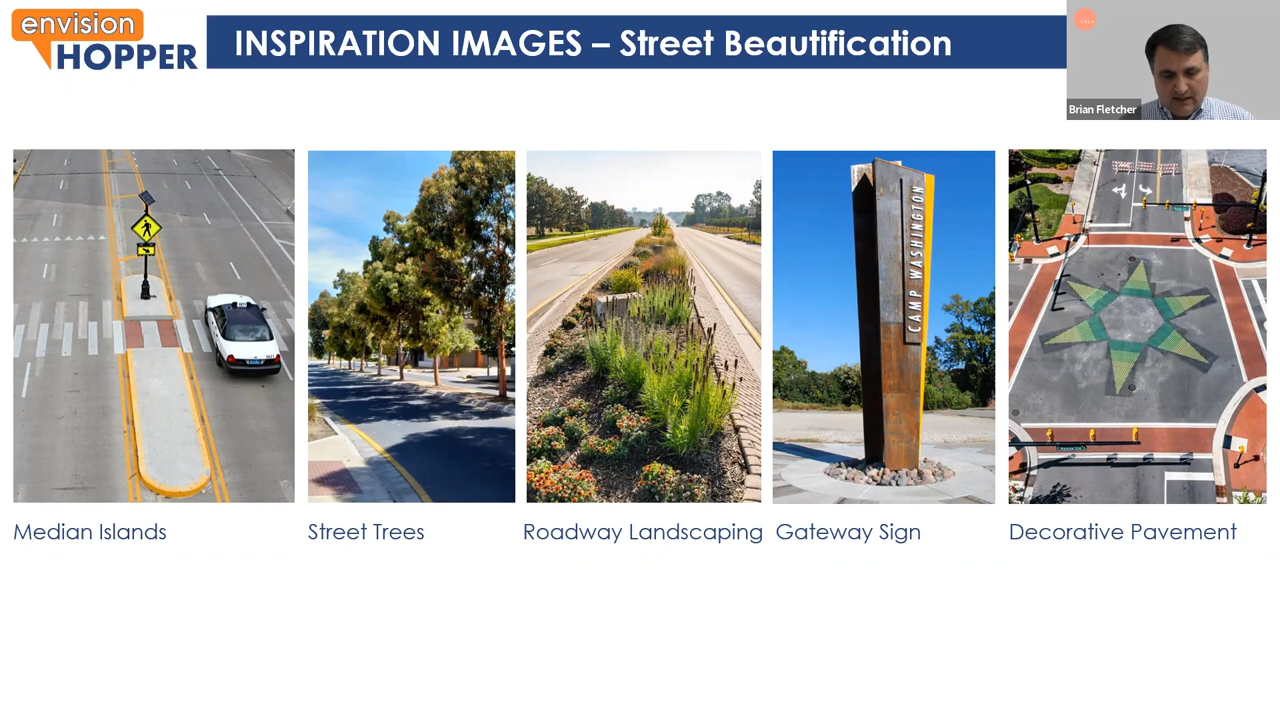 envision
HOPPER
INSPIRATION IMAGES – Street Beautification
Brian Fletcher
CAMP WASHINGTON
Median Islands
Street Trees
Roadway Landscaping
Gateway Sign
Decorative Pavement